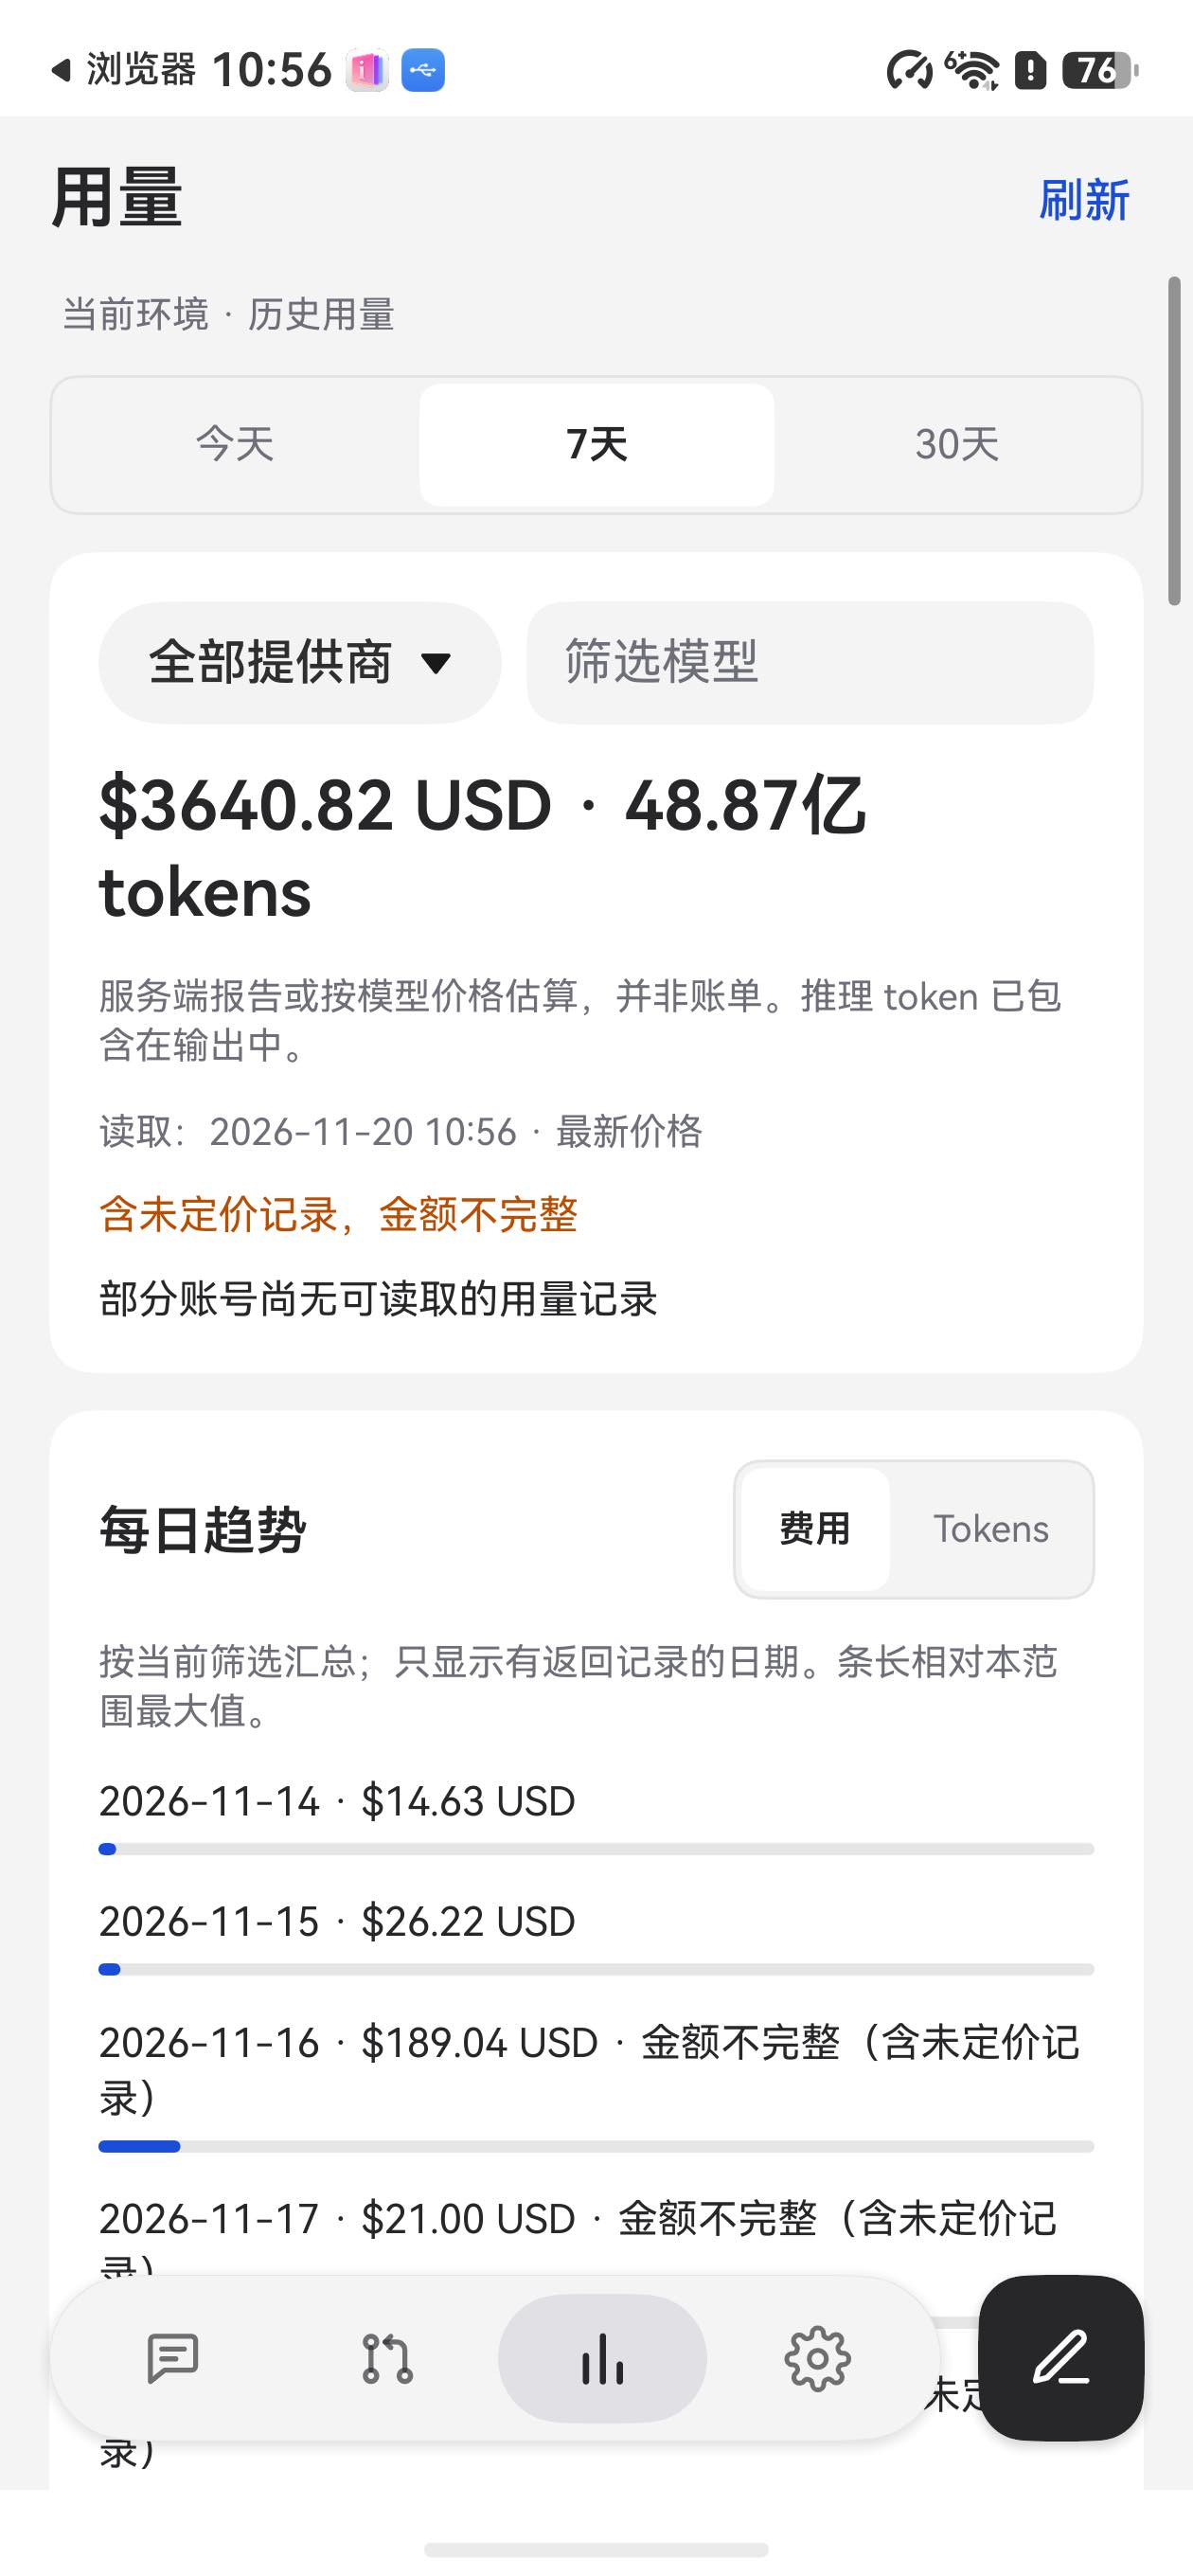 浏览器 10:56
76
用量
刷新
当前环境 · 历史用量
今天
7天
30天
全部提供商
筛选模型
$3640.82 USD · 48.87亿
tokens
服务端报告或按模型价格估算，并非账单。推理 token 已包
含在输出中。
读取：2026-11-20 10:56 · 最新价格
含未定价记录，金额不完整
部分账号尚无可读取的用量记录
每日趋势
费用
Tokens
按当前筛选汇总；只显示有返回记录的日期。条长相对本范
围最大值。
2026-11-14 · $14.63 USD
2026-11-15 · $26.22 USD
2026-11-16 · $189.04 USD · 金额不完整（含未定价记
录）
2026-11-17 · $21.00 USD · 金额不完整（含未定价记
录）
未定
录）